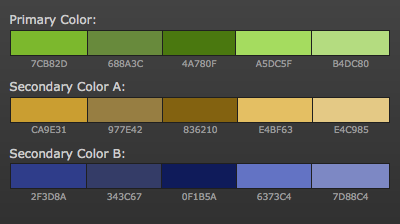 Primary Color:
7CB82D 688A3C 4A780F A5DC5F B4DC80
Secondary Color A:
CA9E31 977E42 836210 E4BF63 E4C985
Secondary Color B:
2F3D8A 343C67 0F1B5A 6373C4 7D88C4